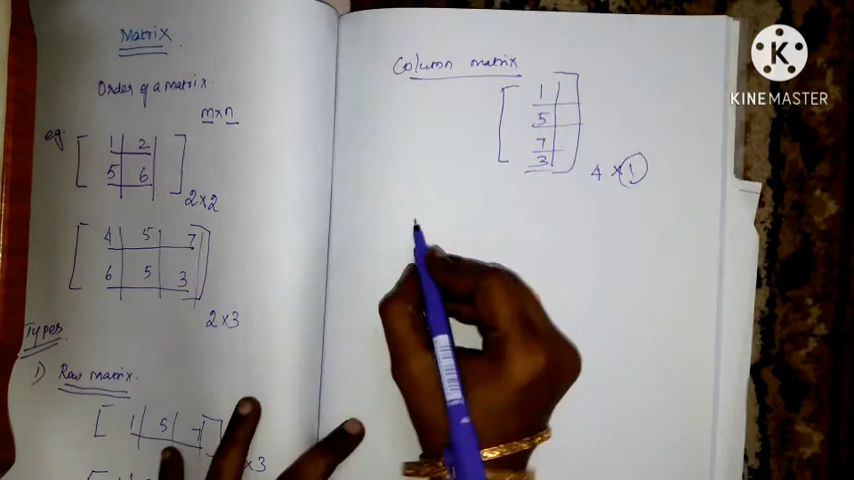 Matrix
Order of a matrix.
m×n
eg:
1 2
5 6
2×2
4 5 7
6 5 3
2×3
Types
1) Raw matrix.
1 5 7
×3
Column matrix
1
5
7
3
4×1
K
KINEMASTER